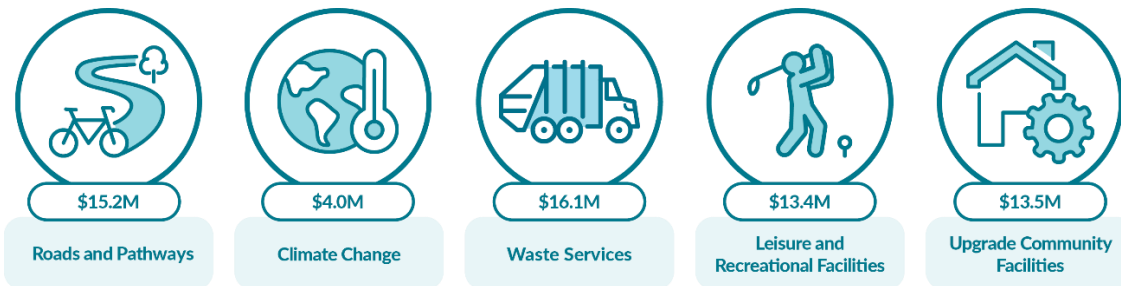 $15.2M
Roads and Pathways
$4.0M
Climate Change
$16.1M
Waste Services
$13.4M
Leisure and
Recreational Facilities
$13.5M
Upgrade Community
Facilities